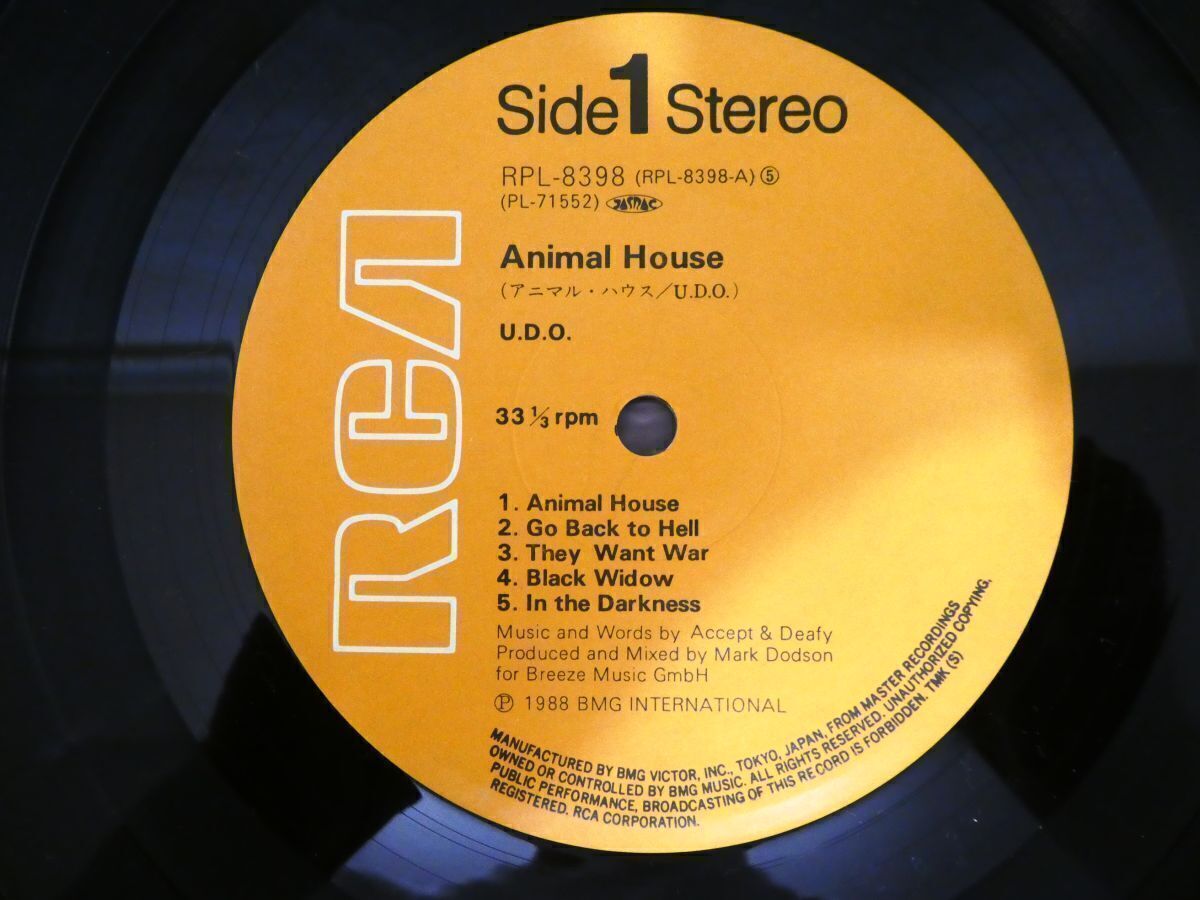 Side 1 Stereo
RPL-8398 (RPL-8398-A) ⑤
(PL-71552) JASRAC
Animal House
(アニマル・ハウス/U.D.O.)
U.D.O.
33 ⅓ rpm
RCA
1. Animal House
2. Go Back to Hell
3. They Want War
4. Black Widow
5. In the Darkness
Music and Words by Accept & Deafy
Produced and Mixed by Mark Dodson
for Breeze Music GmbH
Ⓟ 1988 BMG INTERNATIONAL
MANUFACTURED BY BMG VICTOR, INC., TOKYO, JAPAN, FROM MASTER RECORDINGS
OWNED OR CONTROLLED BY BMG MUSIC. ALL RIGHTS RESERVED. UNAUTHORIZED COPYING,
PUBLIC PERFORMANCE, BROADCASTING OF THIS RECORD IS FORBIDDEN. TMK (S)
REGISTERED. RCA CORPORATION.